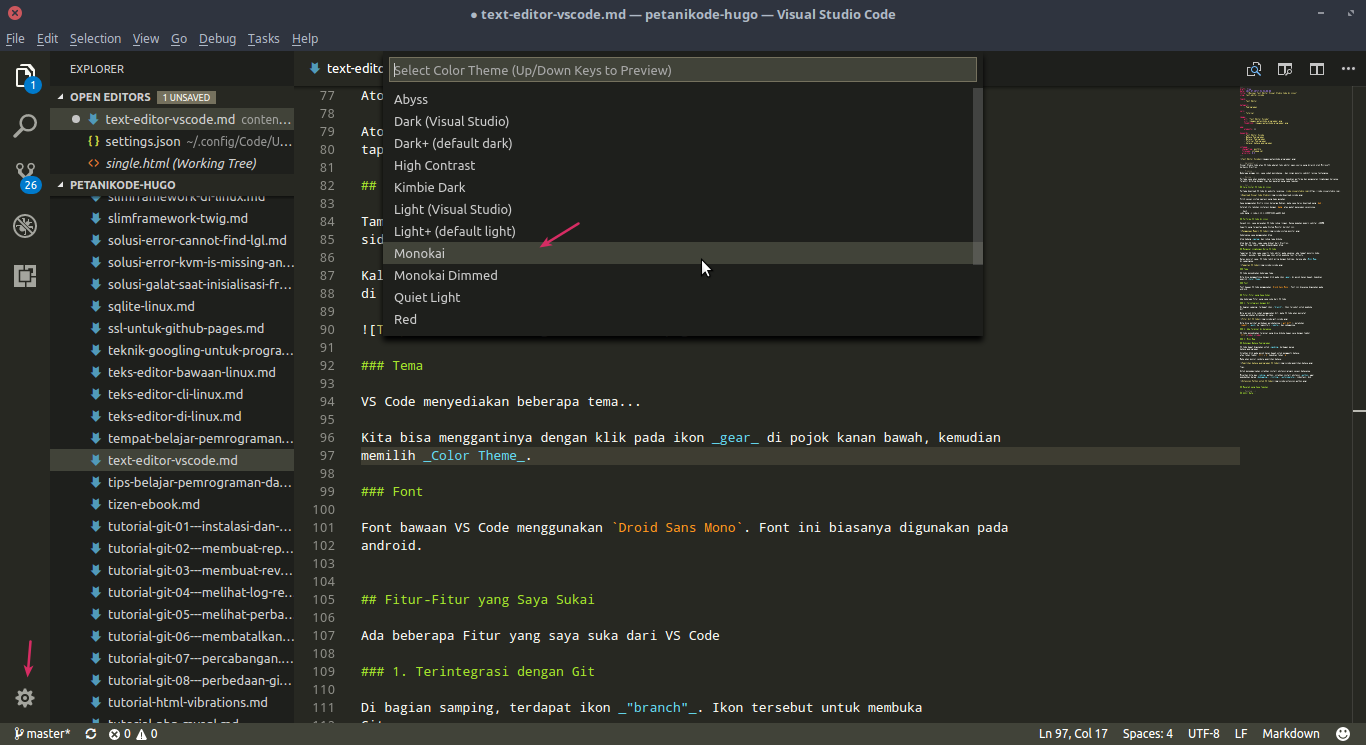 ● text-editor-vscode.md — petanikode-hugo — Visual Studio Code
File Edit Selection View Go Debug Tasks Help
EXPLORER
text-editc
Select Color Theme (Up/Down Keys to Preview)
Abyss
Dark (Visual Studio)
Dark+ (default dark)
High Contrast
Kimbie Dark
Light (Visual Studio)
Light+ (default light)
Monokai
Monokai Dimmed
Quiet Light
Red
1
26
OPEN EDITORS 1 UNSAVED
text-editor-vscode.md conten...
{} settings.json ~/.config/Code/U...
<> single.html (Working Tree)
PETANIKODE-HUGO
slimframework-di-linux.md
slimframework-twig.md
solusi-error-cannot-find-lgl.md
solusi-error-kvm-is-missing-an...
solusi-galat-saat-inisialisasi-fr...
sqlite-linux.md
ssl-untuk-github-pages.md
teknik-googling-untuk-progra...
teks-editor-bawaan-linux.md
teks-editor-cli-linux.md
teks-editor-di-linux.md
tempat-belajar-pemrograman...
text-editor-vscode.md
tips-belajar-pemrograman-da...
tizen-ebook.md
tutorial-git-01---instalasi-dan-...
tutorial-git-02---membuat-rep...
tutorial-git-03---membuat-rev...
tutorial-git-04---melihat-log-re...
tutorial-git-05---melihat-perba...
tutorial-git-06---membatalkan...
tutorial-git-07---percabangan....
tutorial-git-08---perbedaan-gi...
tutorial-html-vibrations.md
77 Ato
78
79 Ato
80 tap
81
82 ##
83
84 Tam
85 sid
86
87 Kal
88 di
89
90 ![T
91
92 ### Tema
93
94 VS Code menyediakan beberapa tema...
95
96 Kita bisa menggantinya dengan klik pada ikon _gear_ di pojok kanan bawah, kemudian
97 memilih _Color Theme_.
98
99 ### Font
100
101 Font bawaan VS Code menggunakan `Droid Sans Mono`. Font ini biasanya digunakan pada
102 android.
103
104
105 ## Fitur-Fitur yang Saya Sukai
106
107 Ada beberapa Fitur yang saya suka dari VS Code
108
109 ### 1. Terintegrasi dengan Git
110
111 Di bagian samping, terdapat ikon _"branch"_. Ikon tersebut untuk membuka
master* 0 0 Ln 97, Col 17 Spaces: 4 UTF-8 LF Markdown